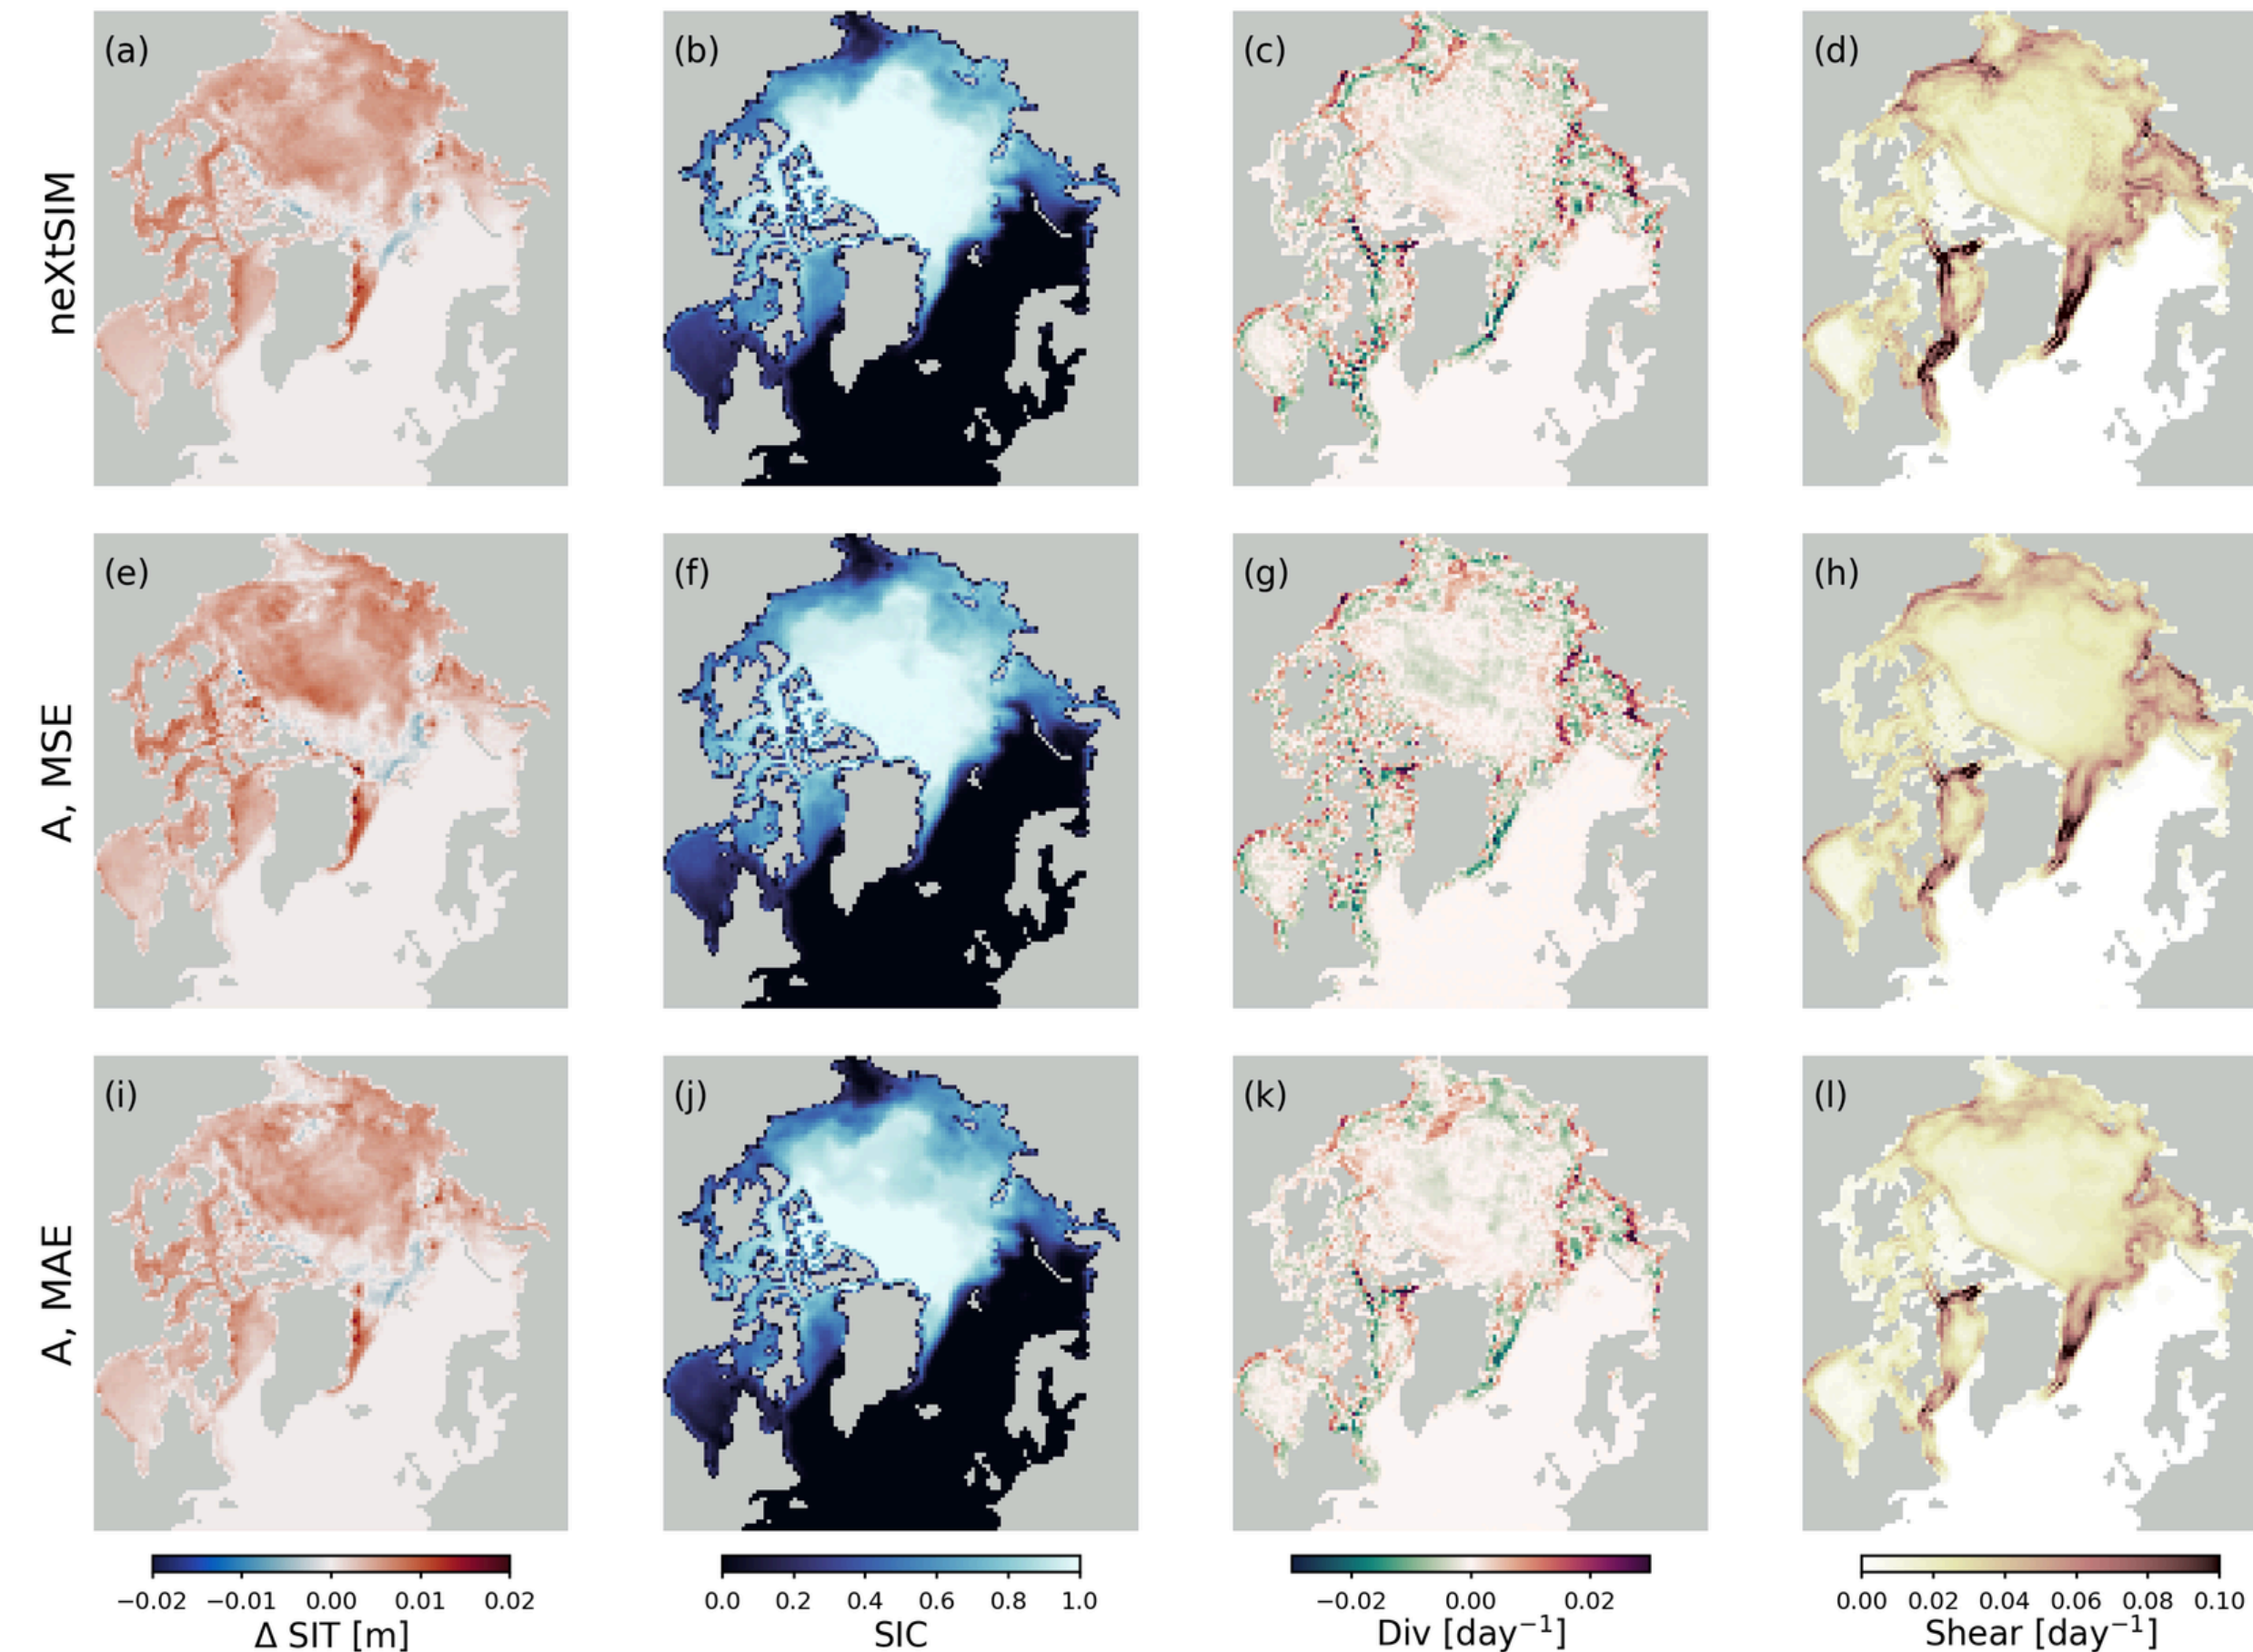 (a)
(b)
(c)
(d)
neXtSIM
(e)
(f)
(g)
(h)
A, MSE
(i)
(j)
(k)
(l)
A, MAE
−0.02 −0.01 0.00 0.01 0.02
Δ SIT [m]
0.0 0.2 0.4 0.6 0.8 1.0
SIC
−0.02 0.00 0.02
Div [day⁻¹]
0.00 0.02 0.04 0.06 0.08 0.10
Shear [day⁻¹]